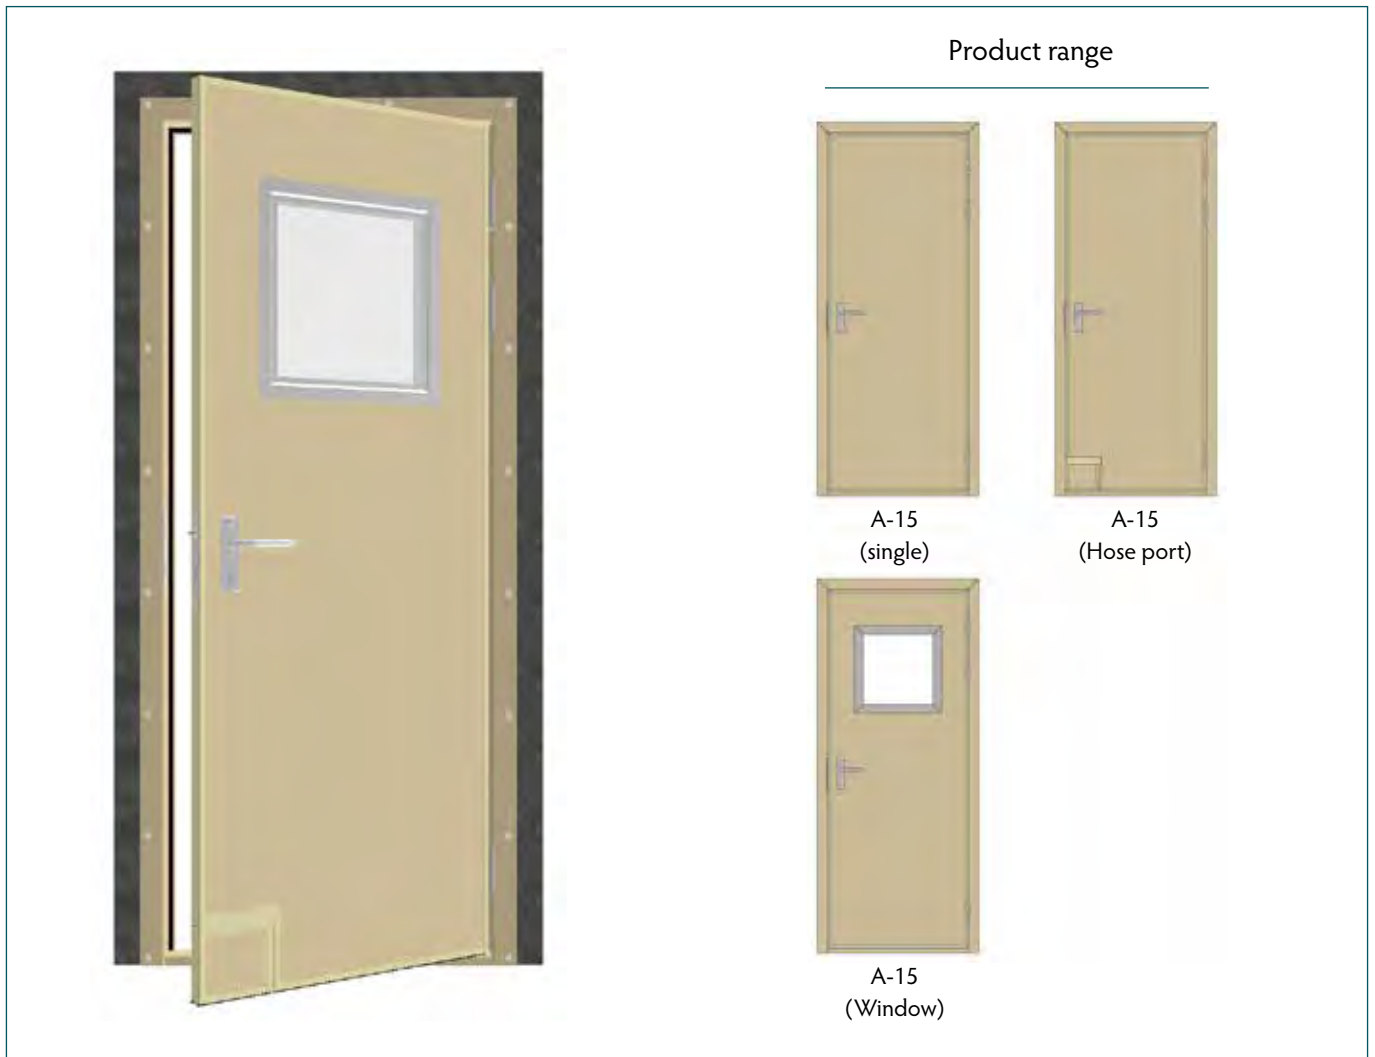 Product range
A-15
(single)
A-15
(Hose port)
A-15
(Window)